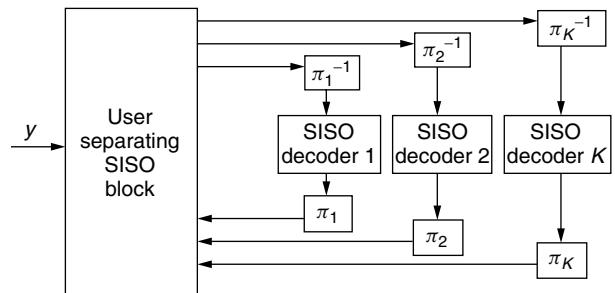 π_K⁻¹
π_2⁻¹
π_1⁻¹
y
User
separating
SISO
block
SISO
decoder 1
SISO
decoder 2
SISO
decoder K
π_1
π_2
π_K